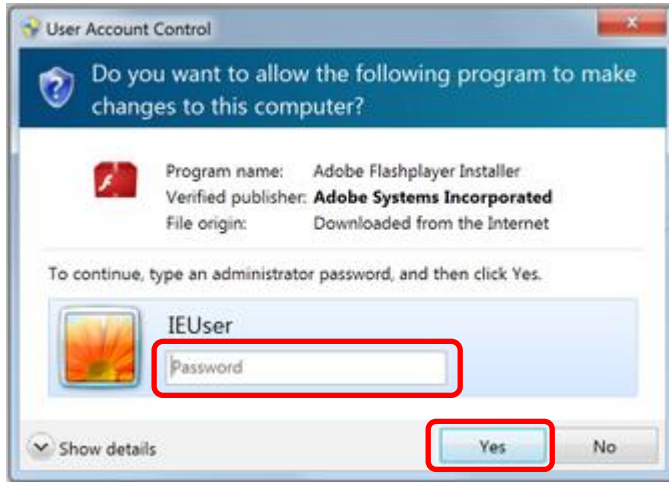 User Account Control
Do you want to allow the following program to make
changes to this computer?
Program name: Adobe Flashplayer Installer
Verified publisher: Adobe Systems Incorporated
File origin: Downloaded from the Internet
To continue, type an administrator password, and then click Yes.
IEUser
Password
Show details
Yes
No